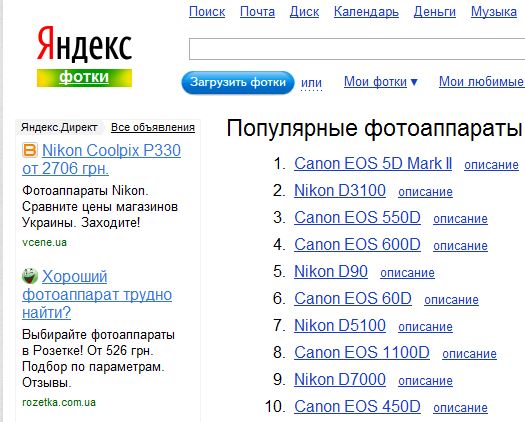 Поиск Почта Диск Календарь Деньги Музыка
Яндекс
фотки
Загрузить фотки или Мои фотки ▼ Мои любимые
Яндекс.Директ Все объявления
Nikon Coolpix P330
от 2706 грн.
Фотоаппараты Nikon.
Сравните цены магазинов
Украины. Заходите!
vcene.ua
Хороший
фотоаппарат трудно
найти?
Выбирайте фотоаппараты
в Розетке! От 526 грн.
Подбор по параметрам.
Отзывы.
rozetka.com.ua
Популярные фотоаппараты
1. Canon EOS 5D Mark II описание
2. Nikon D3100 описание
3. Canon EOS 550D описание
4. Canon EOS 600D описание
5. Nikon D90 описание
6. Canon EOS 60D описание
7. Nikon D5100 описание
8. Canon EOS 1100D описание
9. Nikon D7000 описание
10. Canon EOS 450D описание